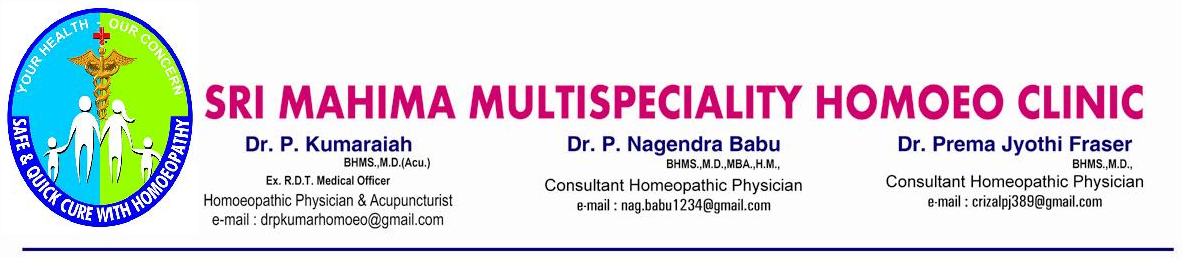 YOUR HEALTH - OUR CONCERN
SAFE & QUICK CURE WITH HOMOEOPATHY
SRI MAHIMA MULTISPECIALITY HOMOEO CLINIC
Dr. P. Kumaraiah
BHMS.,M.D.(Acu.)
Ex. R.D.T. Medical Officer
Homoeopathic Physician & Acupuncturist
e-mail : drpkumarhomoeo@gmail.com
Dr. P. Nagendra Babu
BHMS.,M.D.,MBA.,H.M.,
Consultant Homeopathic Physician
e-mail : nag.babu1234@gmail.com
Dr. Prema Jyothi Fraser
BHMS.,M.D.,
Consultant Homeopathic Physician
e-mail : crizalpj389@gmail.com